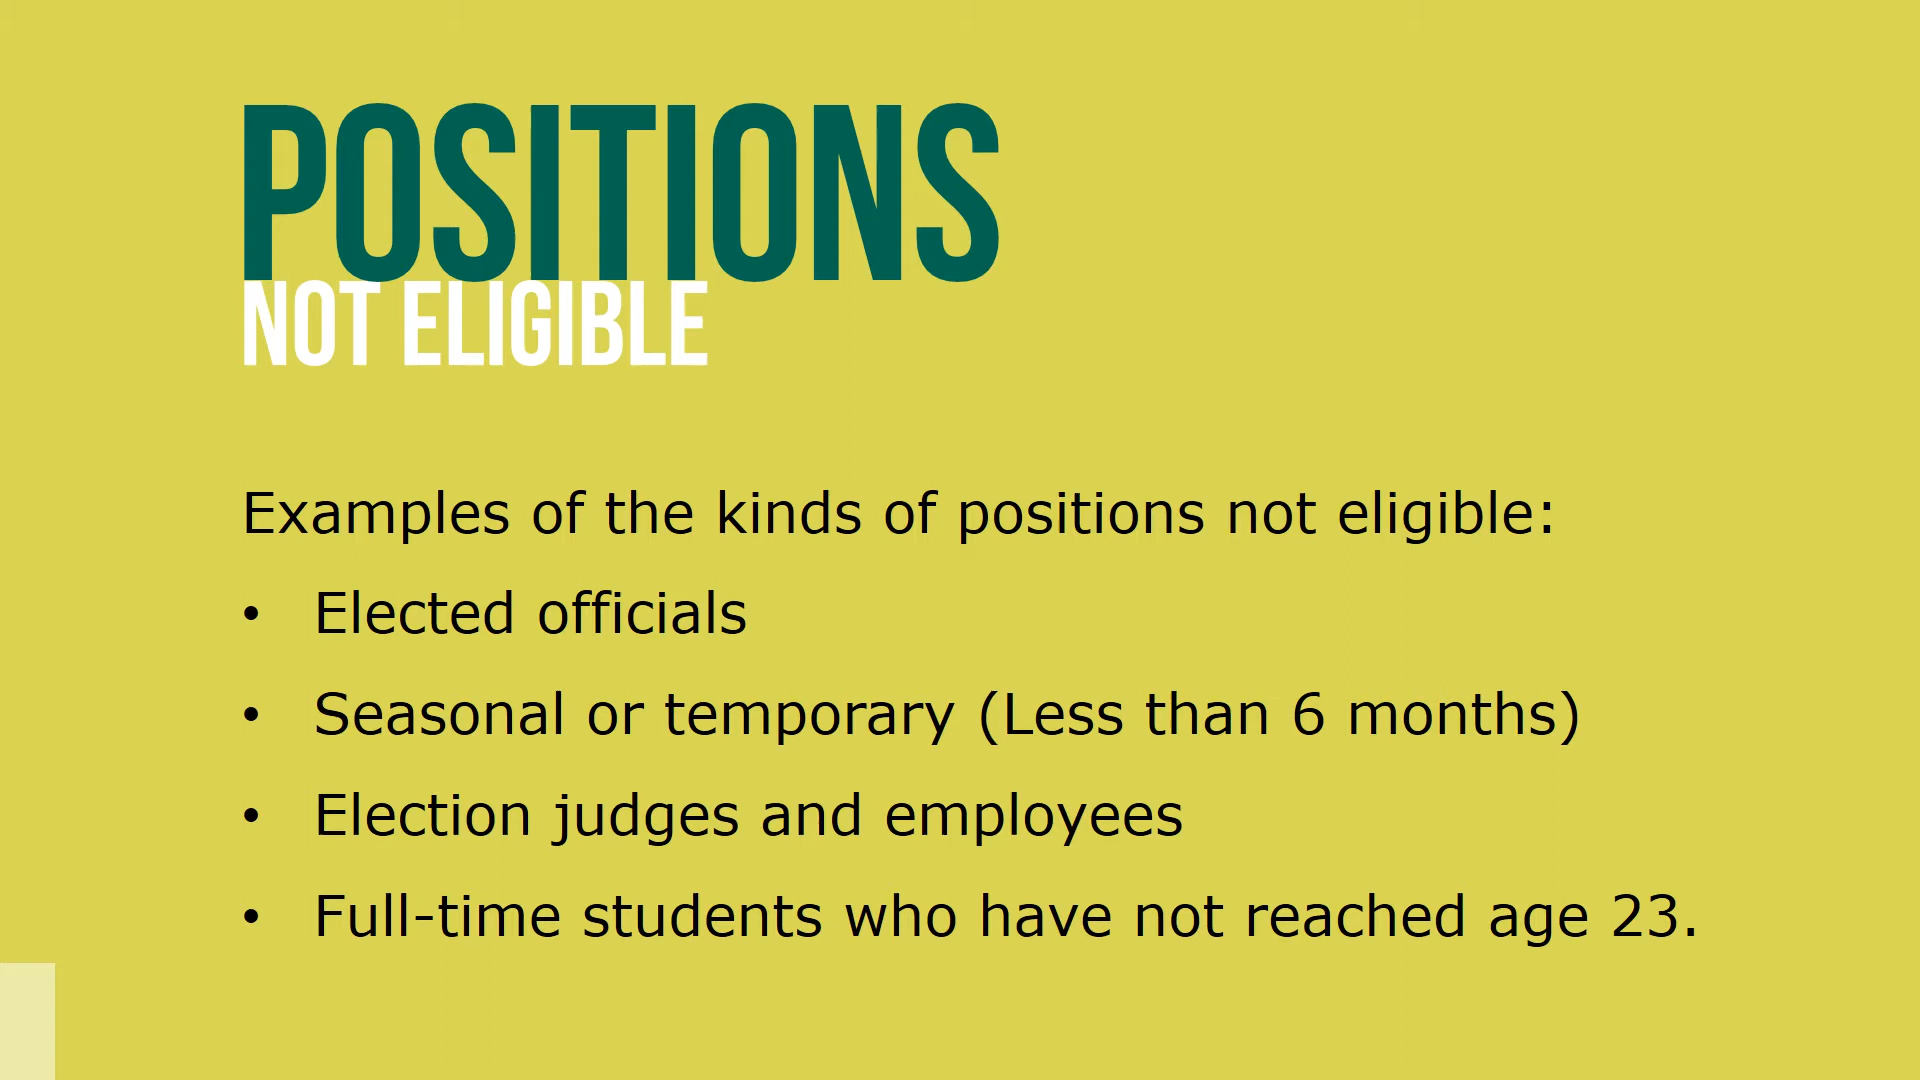 POSITIONS
NOT ELIGIBLE
Examples of the kinds of positions not eligible:
• Elected officials
• Seasonal or temporary (Less than 6 months)
• Election judges and employees
• Full-time students who have not reached age 23.